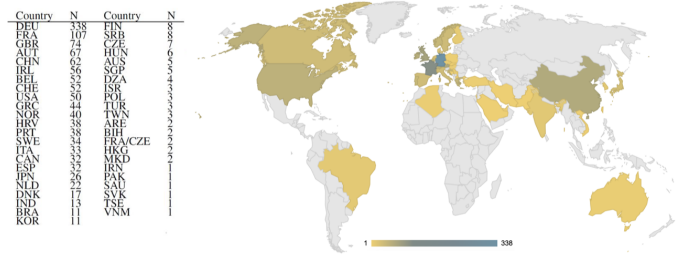 Country N Country N
DEU 338 FIN 8
FRA 107 SRB 8
GBR 74 CZE 7
AUT 67 HUN 6
CHN 62 AUS 5
IRL 56 SGP 5
BEL 52 DZA 4
CHE 52 ISR 3
USA 50 POL 3
GRC 44 TUR 3
NOR 40 TWN 3
HRV 38 ARE 2
PRT 38 BIH 2
SWE 34 FRA/CZE 2
ITA 33 HKG 2
CAN 32 MKD 2
ESP 32 IRN 1
JPN 26 PAK 1
NLD 22 SAU 1
DNK 17 SVK 1
IND 13 TSE 1
BRA 11 VNM 1
KOR 11
1 338